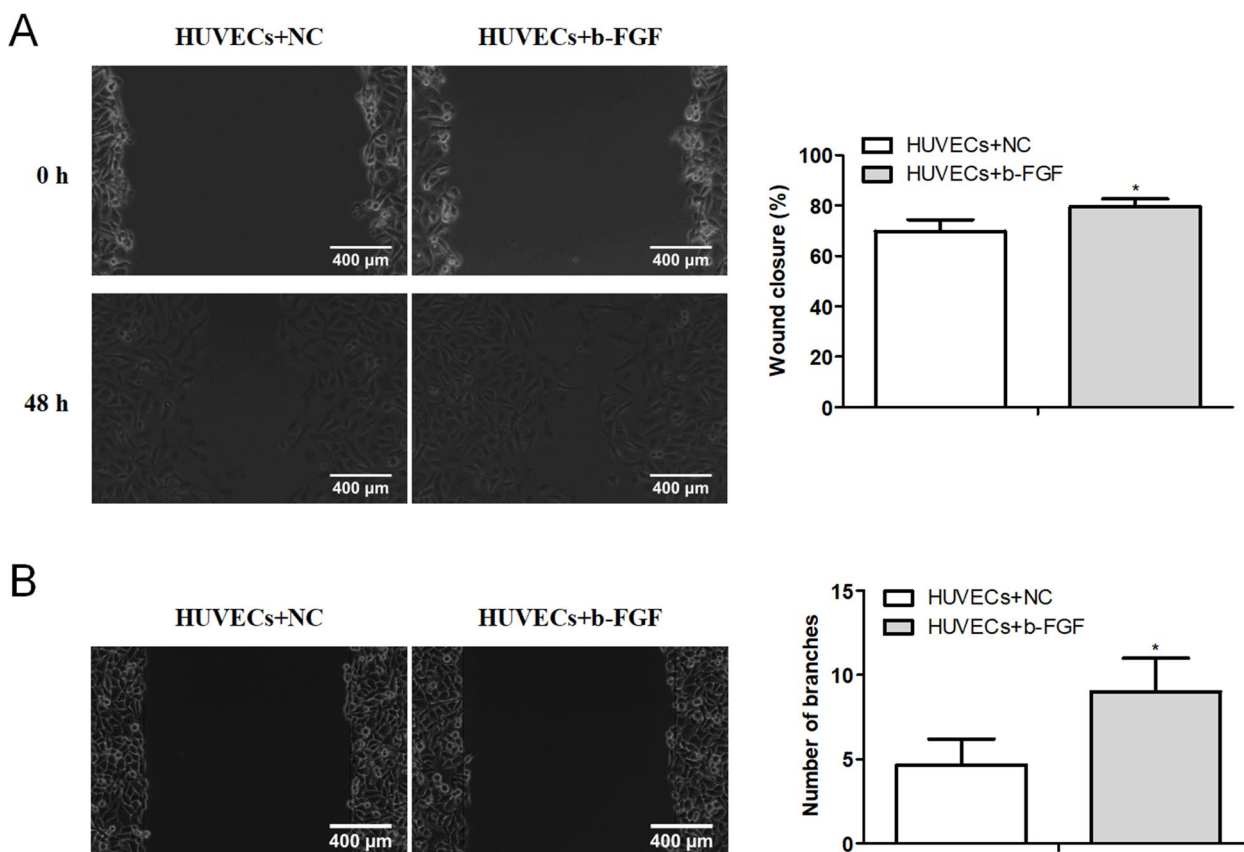 A
HUVECs+NC
HUVECs+b-FGF
0 h
400 µm
400 µm
48 h
400 µm
400 µm
HUVECs+NC
HUVECs+b-FGF
Wound closure (%)
100
80
60
40
20
0
*
B
HUVECs+NC
HUVECs+b-FGF
400 µm
400 µm
HUVECs+NC
HUVECs+b-FGF
Number of branches
15
10
5
0
*